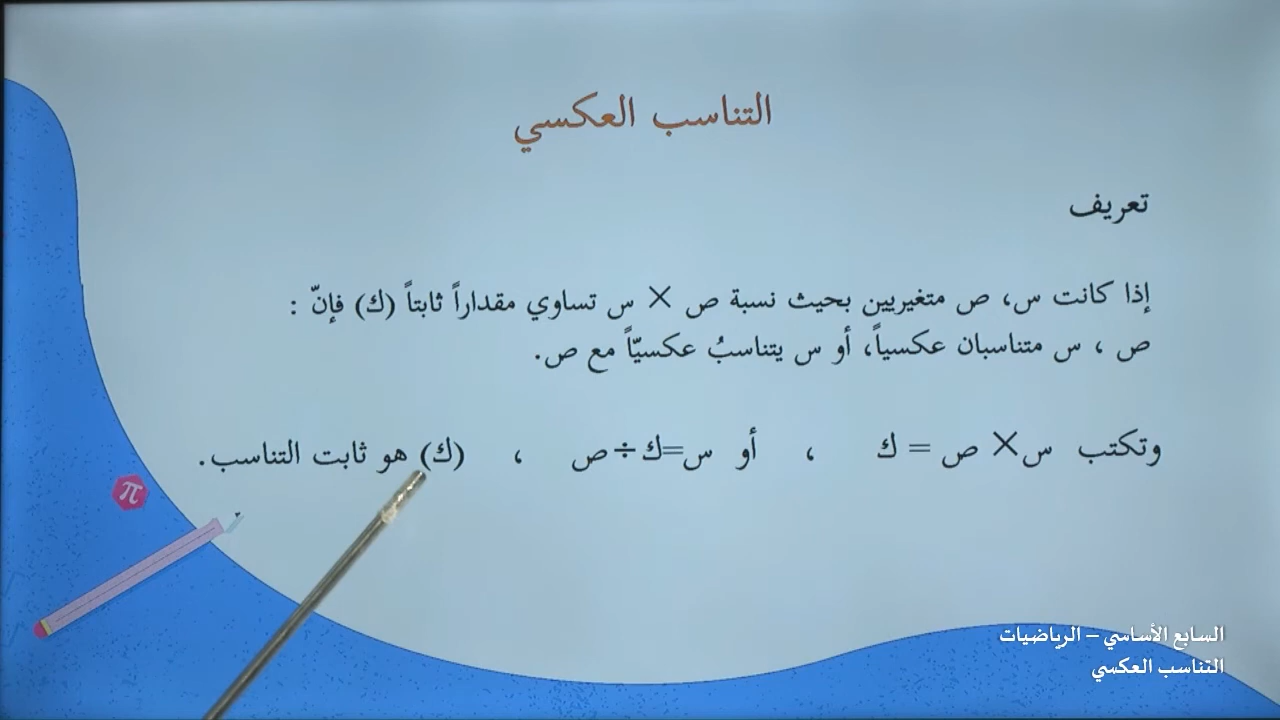 التناسب العكسي
تعريف
إذا كانت س، ص متغيريين بحيث نسبة ص × س تساوي مقداراً ثابتاً (ك) فإنّ :
ص ، س متناسبان عكسياً، أو س يتناسبُ عكسيّاً مع ص.
وتكتب س× ص = ك ، أو س=ك÷ص ، (ك) هو ثابت التناسب.
π
السابع الأساسي – الرياضيات
التناسب العكسي